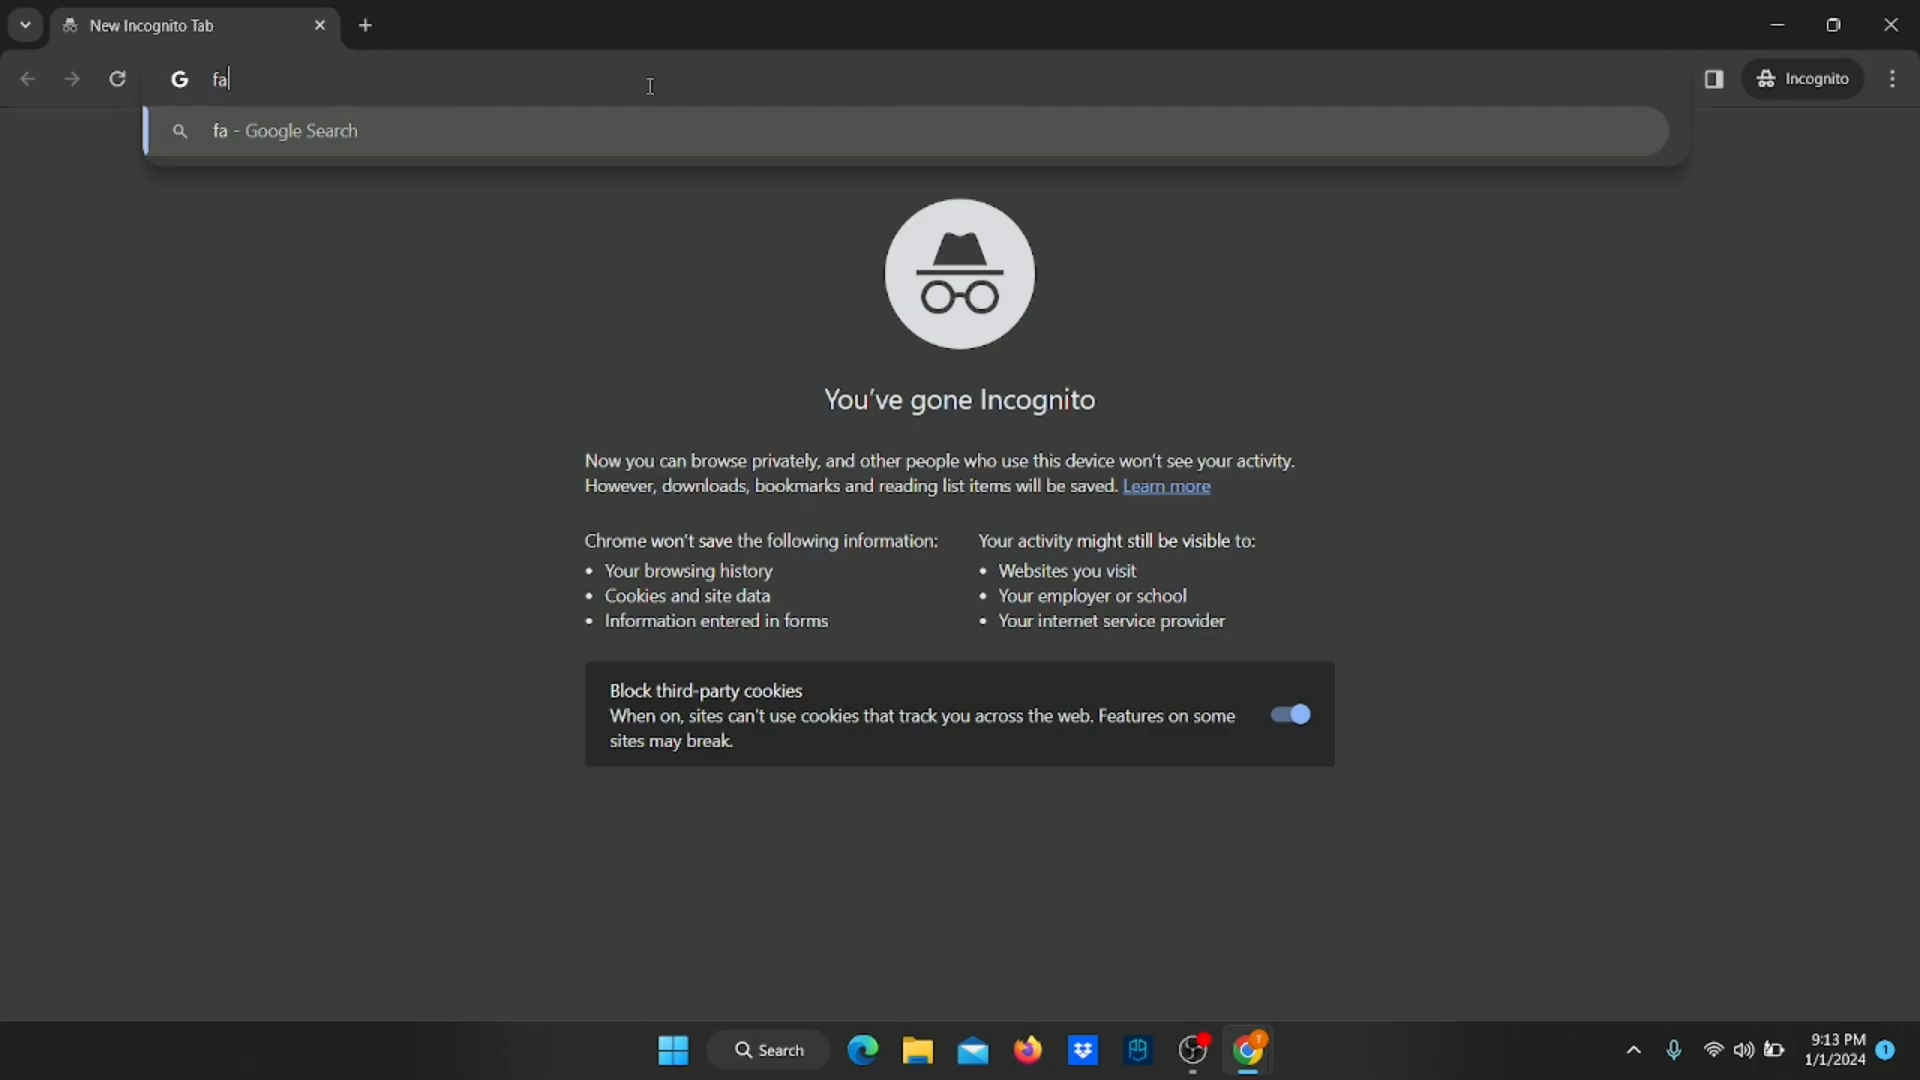 New Incognito Tab
fa
Incognito
fa - Google Search
You've gone Incognito
Now you can browse privately, and other people who use this device won't see your activity.
However, downloads, bookmarks and reading list items will be saved. Learn more
Chrome won't save the following information:
Your browsing history
Cookies and site data
Information entered in forms
Your activity might still be visible to:
Websites you visit
Your employer or school
Your internet service provider
Block third-party cookies
When on, sites can't use cookies that track you across the web. Features on some
sites may break.
Search
9:13 PM
1/1/2024
1